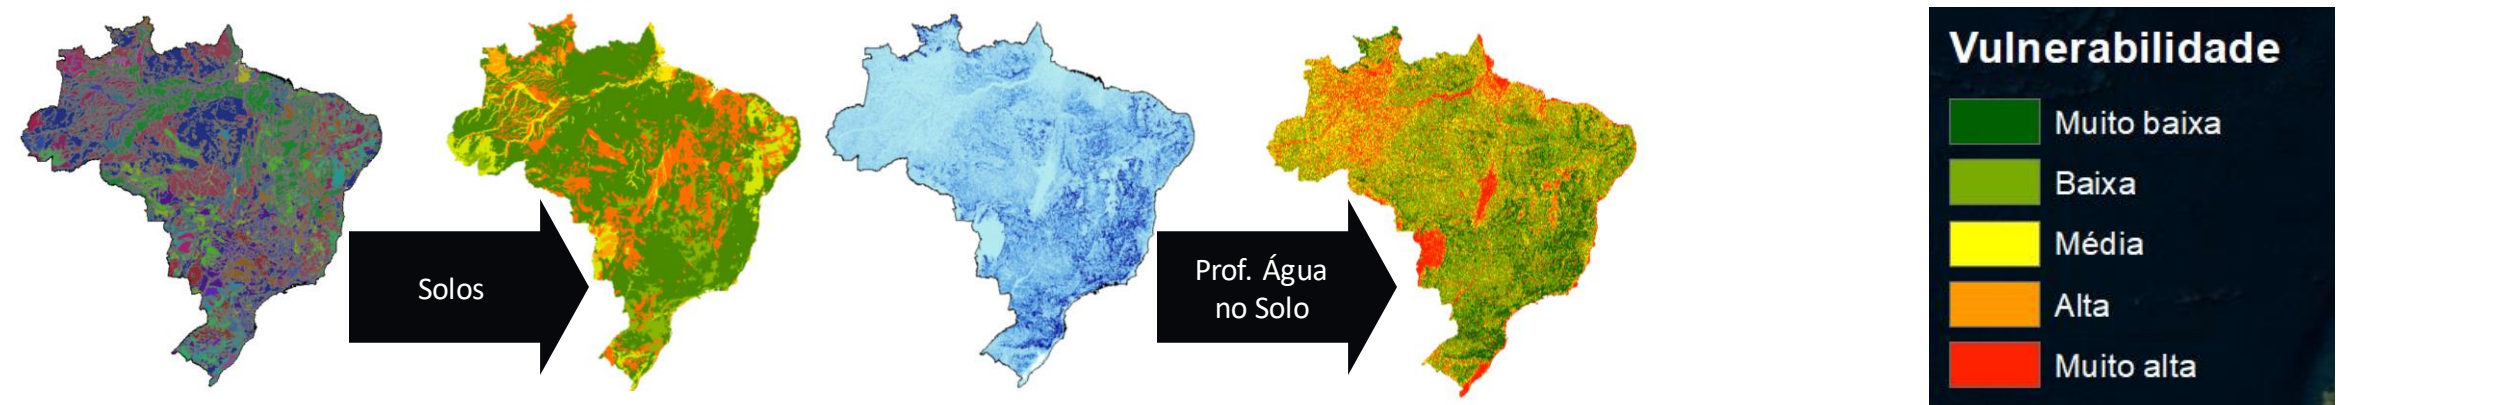 Solos
Prof. Água
no Solo
Vulnerabilidade
Muito baixa
Baixa
Média
Alta
Muito alta